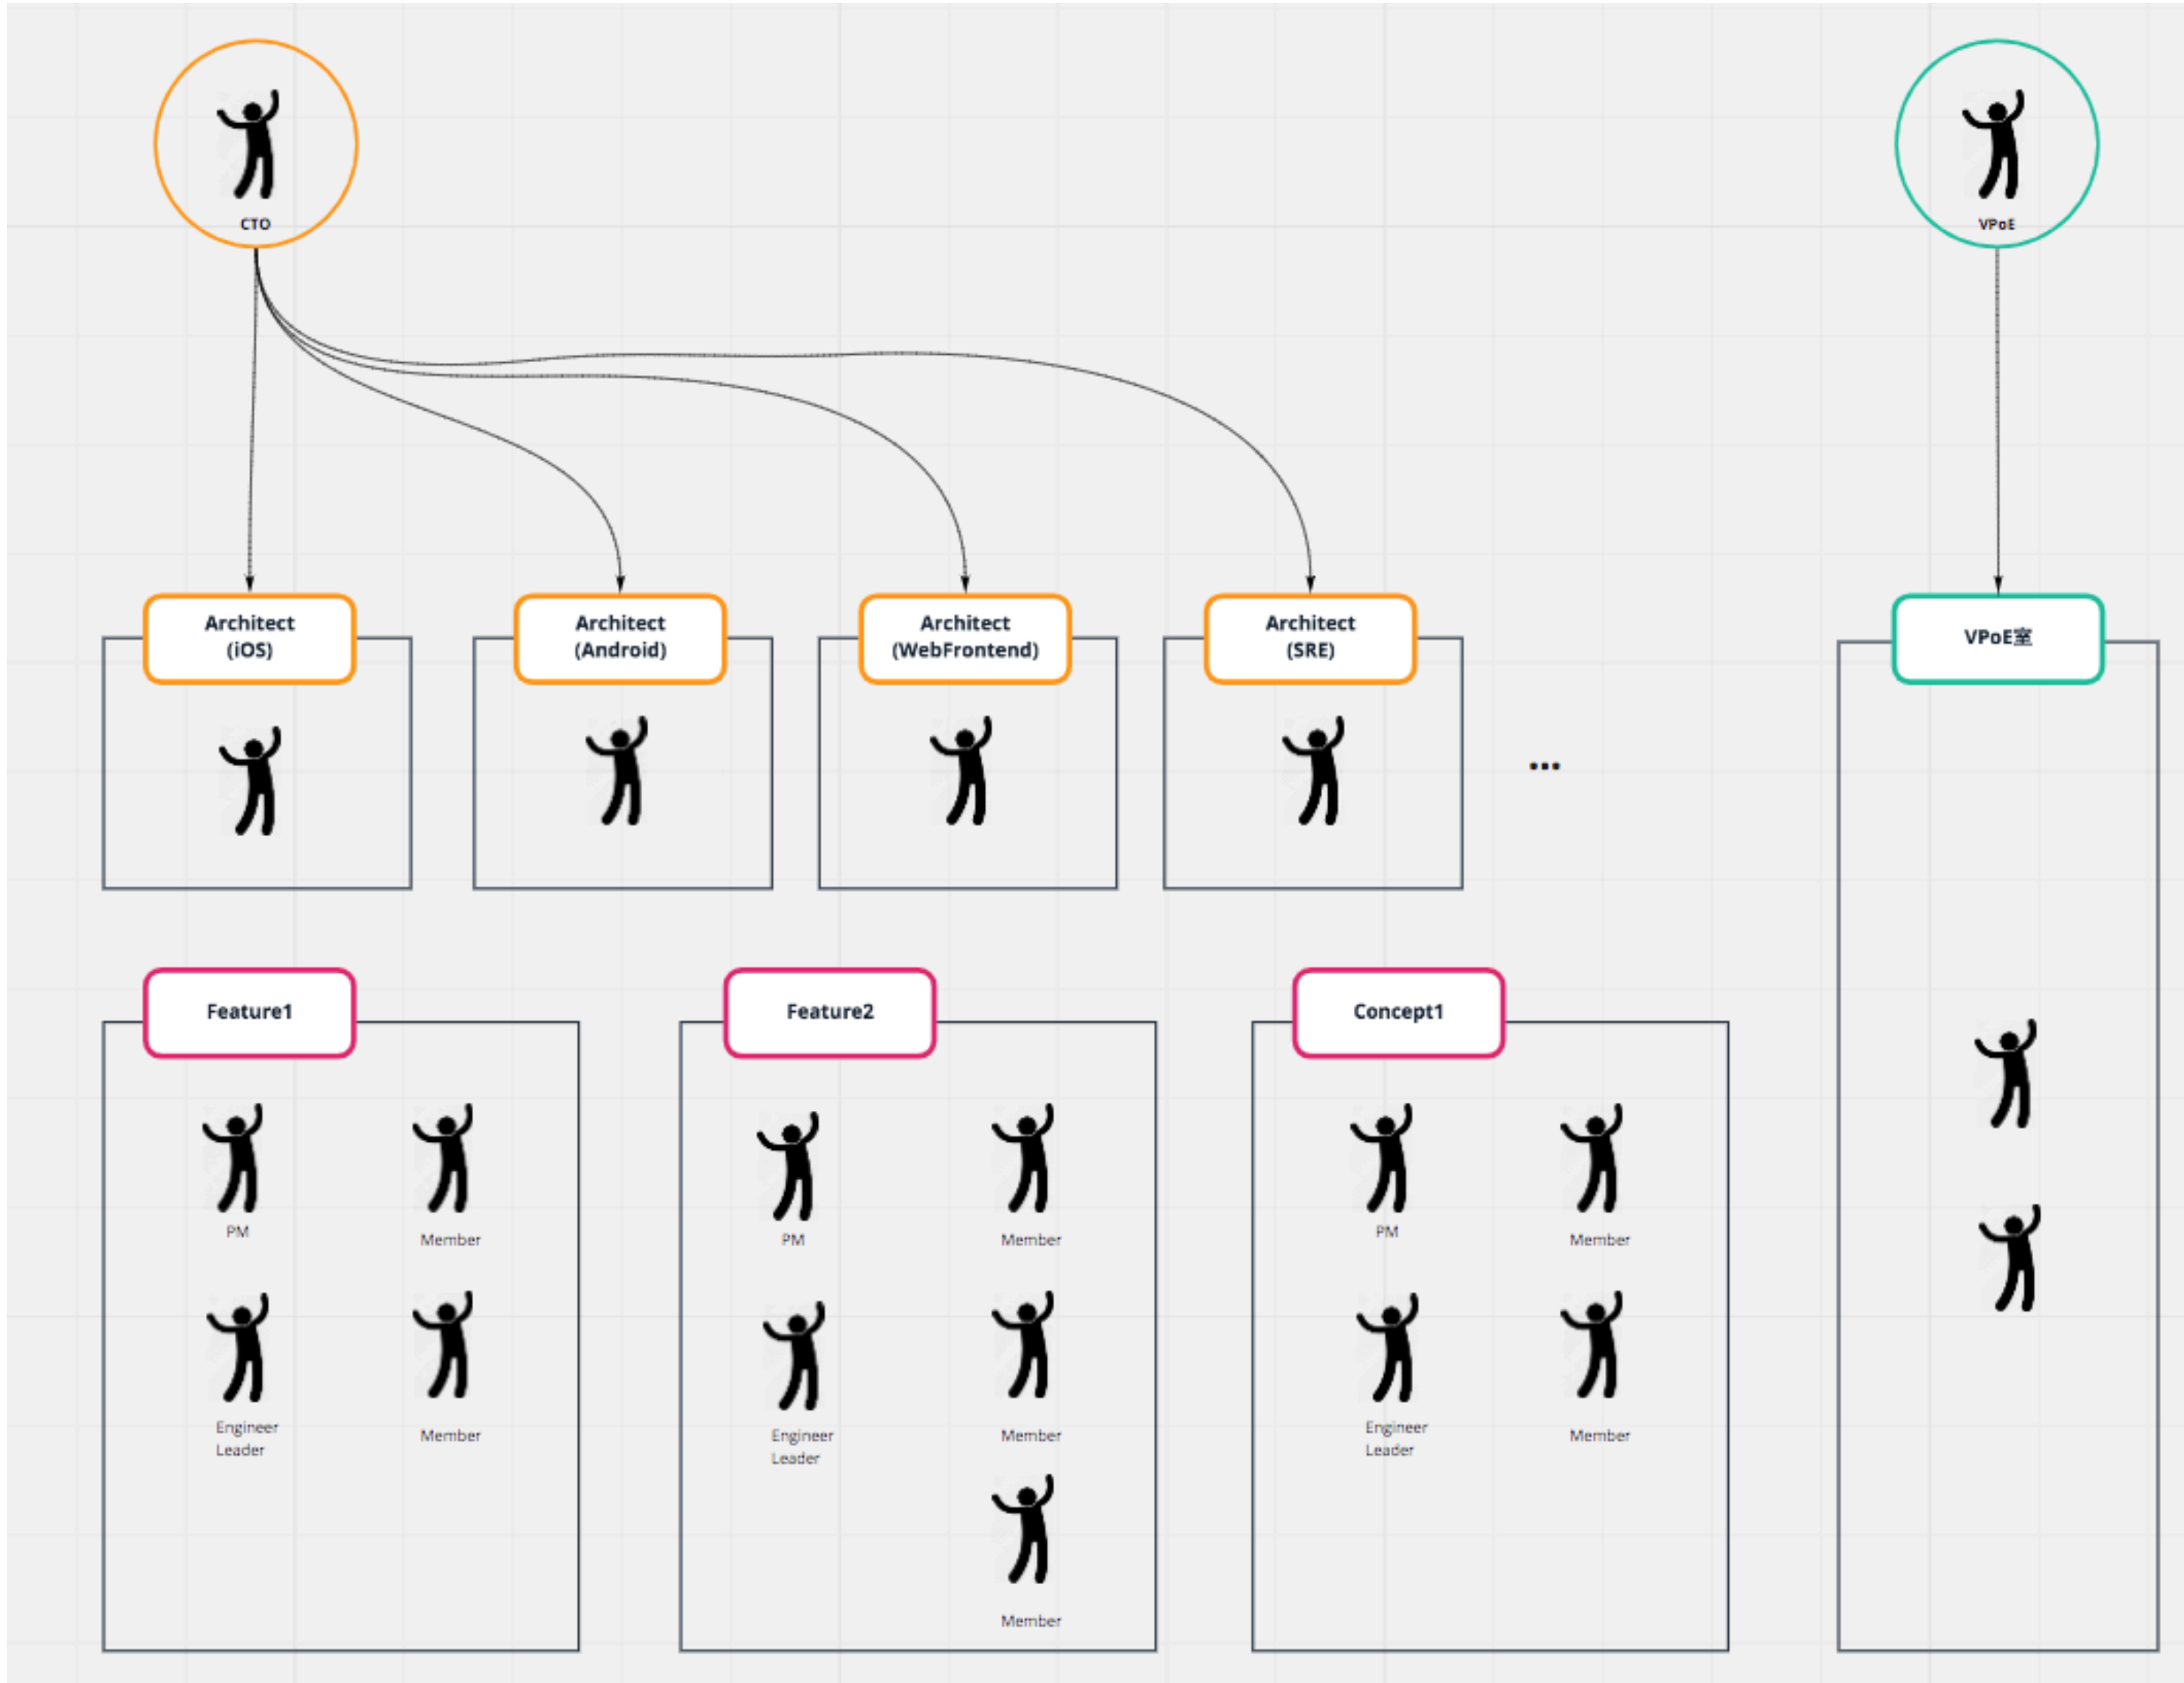 CTO
VPoE
Architect
(iOS)
Architect
(Android)
Architect
(WebFrontend)
Architect
(SRE)
...
VPoE室
Feature1
Feature2
Concept1
PM
Member
PM
Member
PM
Member
Engineer
Leader
Member
Engineer
Leader
Member
Engineer
Leader
Member
Member